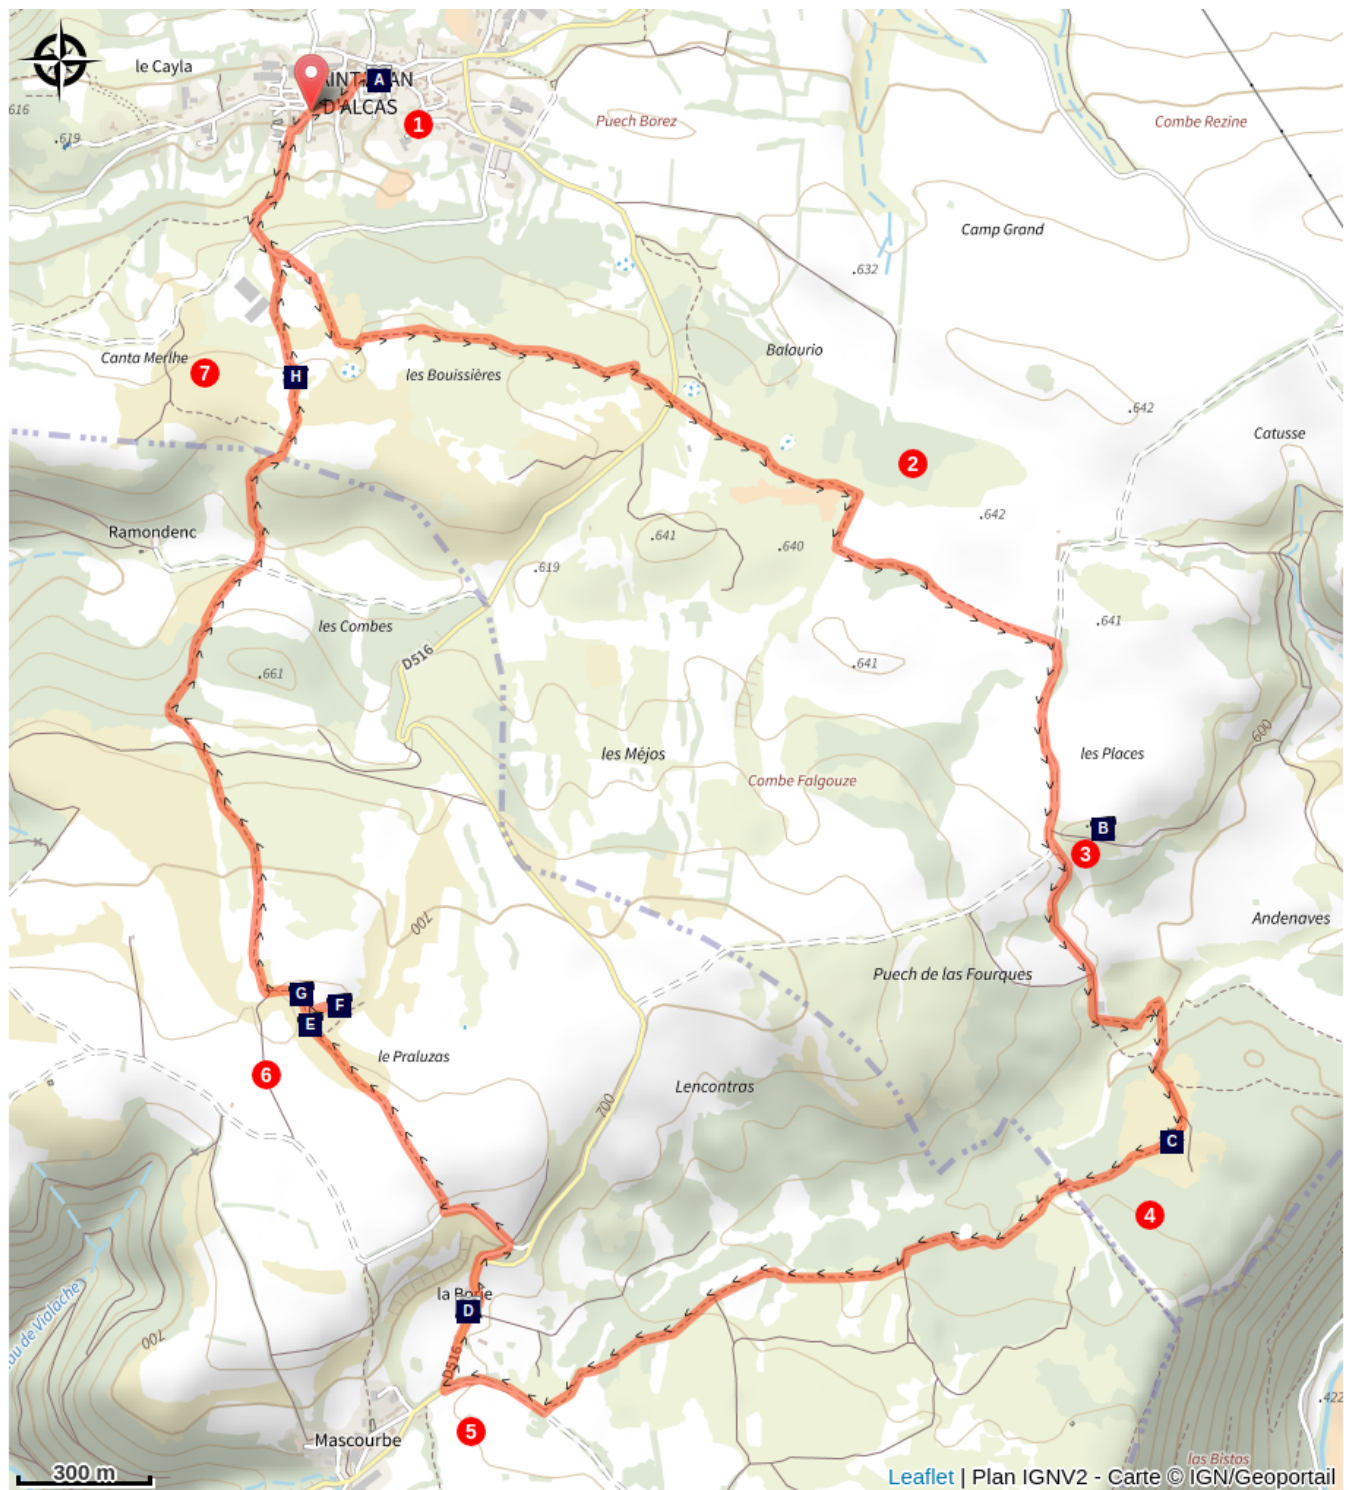 le Cayla
A
D'ALCAS
1
Puech Borez
Combe Rezine
616
.619
Camp Grand
.632
Canta Merlhe
7
H
les Bouissières
Balaurio
.642
Catusse
2
.642
Ramondenc
.641
.640
.619
les Combes
.641
D516
.661
.641
les Méjos
les Places
600
Combe Falgouze
B
3
700
Andenaves
Puech de las Fourques
G
F
E
le Praluzas
6
Lencontras
700
C
4
D
D516
700
5
Mascourbe
.422
las Bistos
300 m
Leaflet | Plan IGNV2 - Carte © IGN/Geoportail